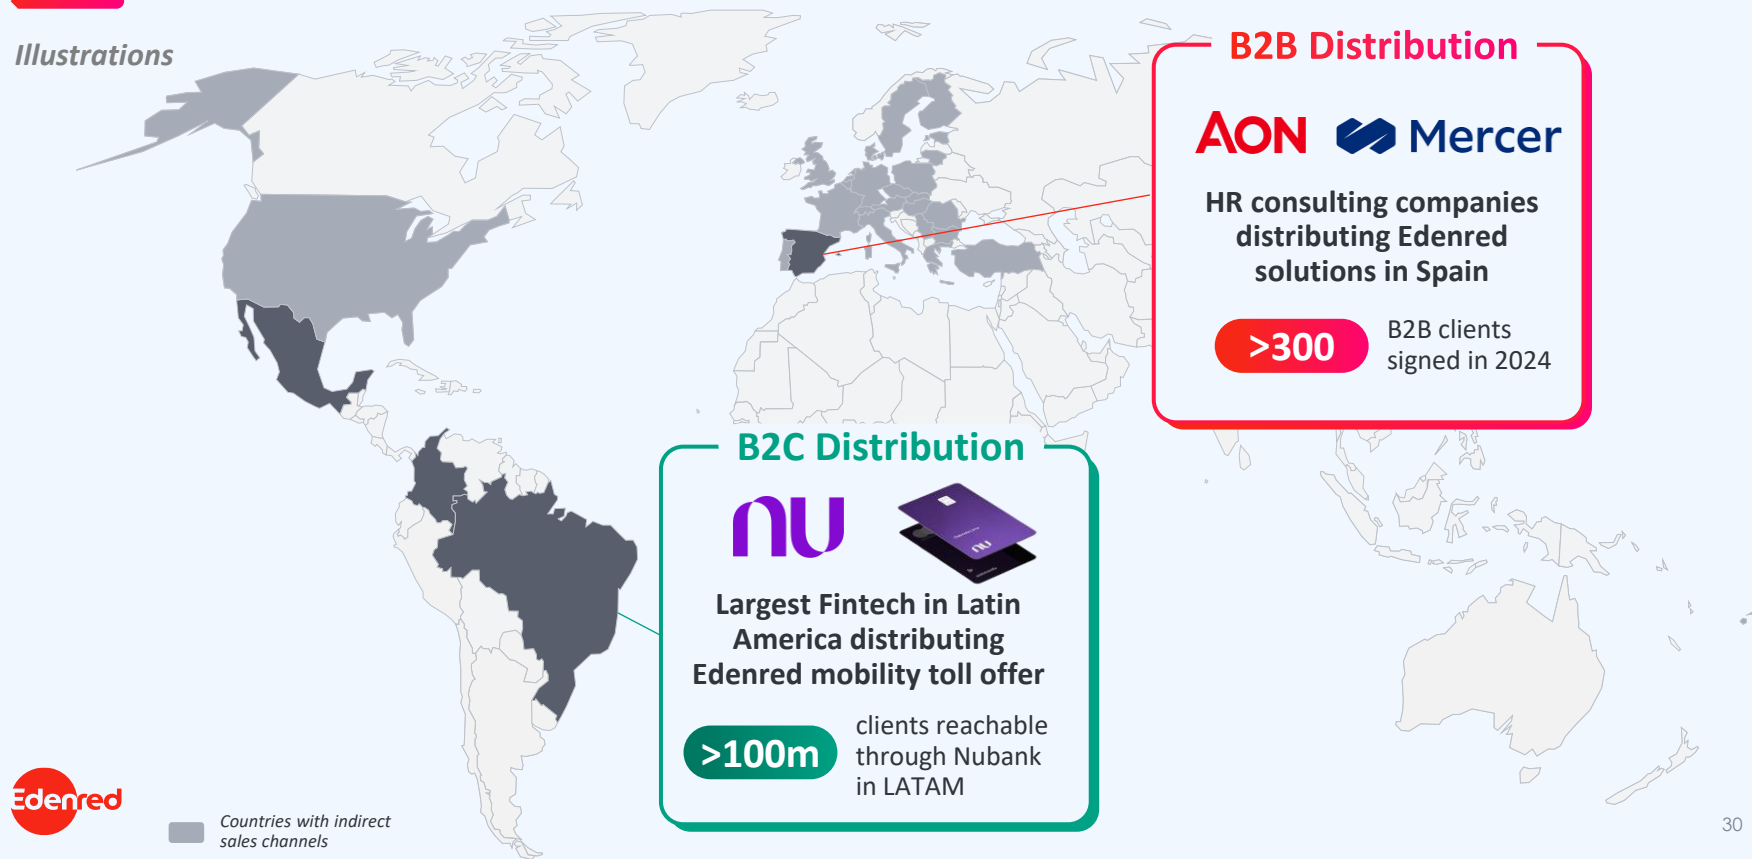 Illustrations
B2B Distribution
AON Mercer
HR consulting companies
distributing Edenred
solutions in Spain
>300
B2B clients
signed in 2024
B2C Distribution
nu
nu
Largest Fintech in Latin
America distributing
Edenred mobility toll offer
>100m
clients reachable
through Nubank
in LATAM
Edenred
Countries with indirect
sales channels
30